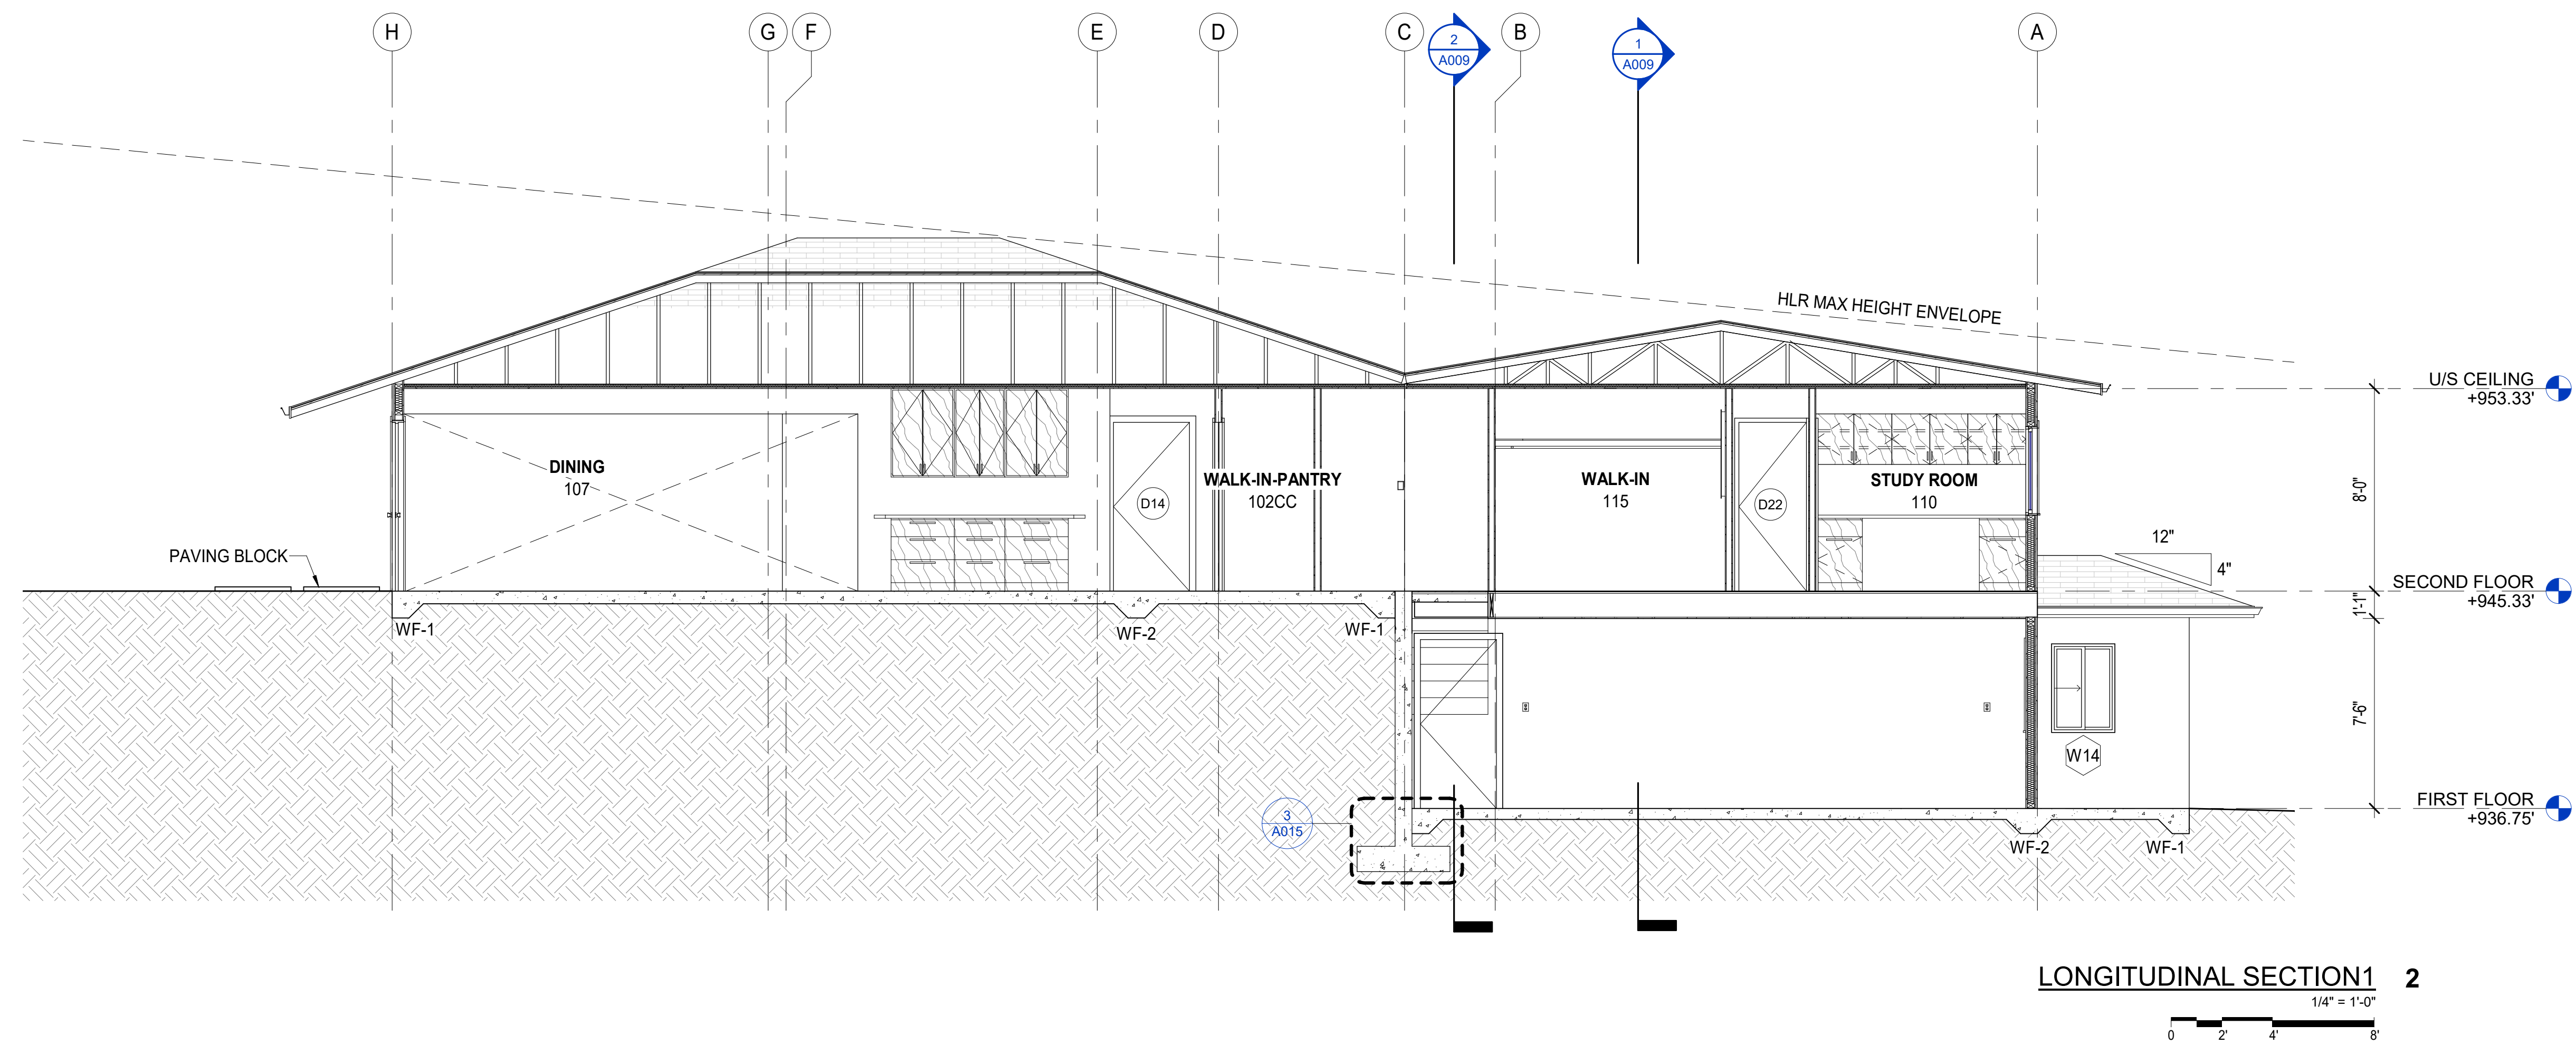 H
G
F
E
D
C
2
A009
B
1
A009
A
HLR MAX HEIGHT ENVELOPE
U/S CEILING
+953.33'
DINING
107
D14
WALK-IN-PANTRY
102CC
WALK-IN
115
D22
STUDY ROOM
110
8'-0"
PAVING BLOCK
12"
4"
SECOND FLOOR
+945.33'
1'-1"
WF-1
WF-2
WF-1
7'-6"
W14
3
A015
FIRST FLOOR
+936.75'
WF-2
WF-1
LONGITUDINAL SECTION1
2
1/4" = 1'-0"
0 2' 4' 8'